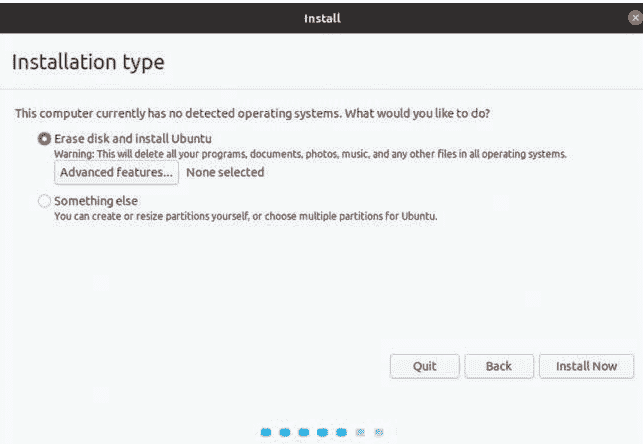 Install
Installation type
This computer currently has no detected operating systems. What would you like to do?
Erase disk and install Ubuntu
Warning: This will delete all your programs, documents, photos, music, and any other files in all operating systems.
Advanced features... None selected
Something else
You can create or resize partitions yourself, or choose multiple partitions for Ubuntu.
Quit Back Install Now